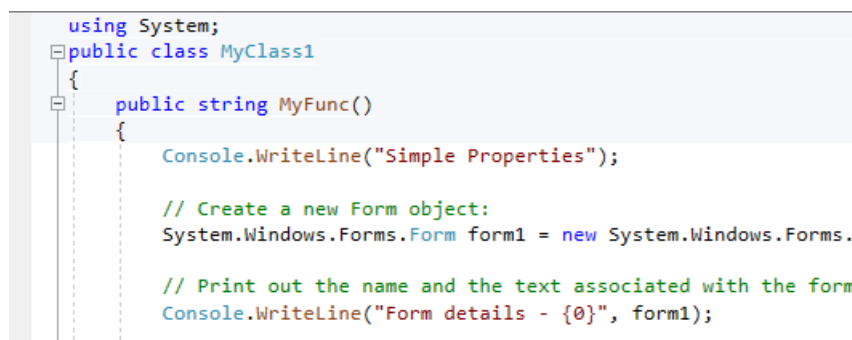 using System;
public class MyClass1
{
public string MyFunc()
{
Console.WriteLine("Simple Properties");
// Create a new Form object:
System.Windows.Forms.Form form1 = new System.Windows.Forms.
// Print out the name and the text associated with the form
Console.WriteLine("Form details - {0}", form1);